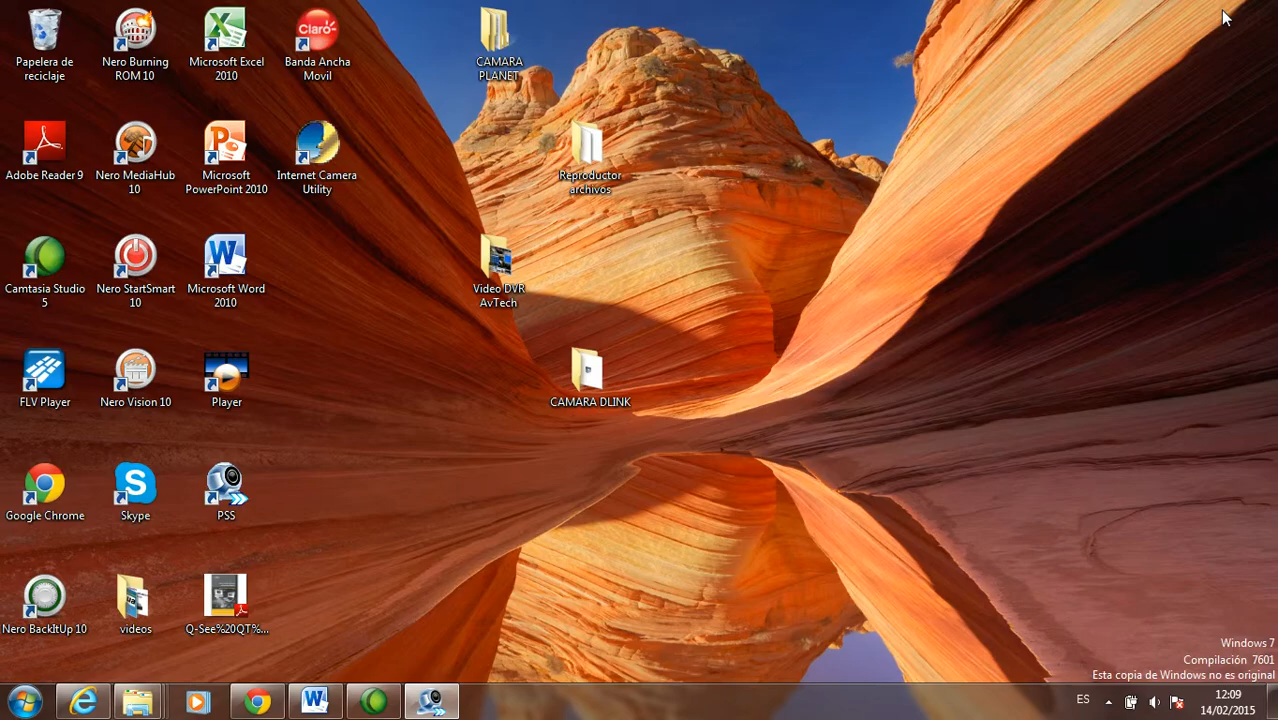 Papelera de
reciclaje
Nero Burning
ROM 10
Microsoft Excel
2010
Claro
Banda Ancha
Movil
CAMARA
PLANET
Adobe Reader 9
Nero MediaHub
10
Microsoft
PowerPoint 2010
Internet Camera
Utility
Reproductor
archivos
Camtasia Studio
5
Nero StartSmart
10
Microsoft Word
2010
Video DVR
AvTech
FLV Player
Nero Vision 10
Player
CAMARA DLINK
Google Chrome
Skype
PSS
Nero BackItUp 10
videos
Q-See%20QT%...
Windows 7
Compilación 7601
Esta copia de Windows no es original
ES
12:09
14/02/2015